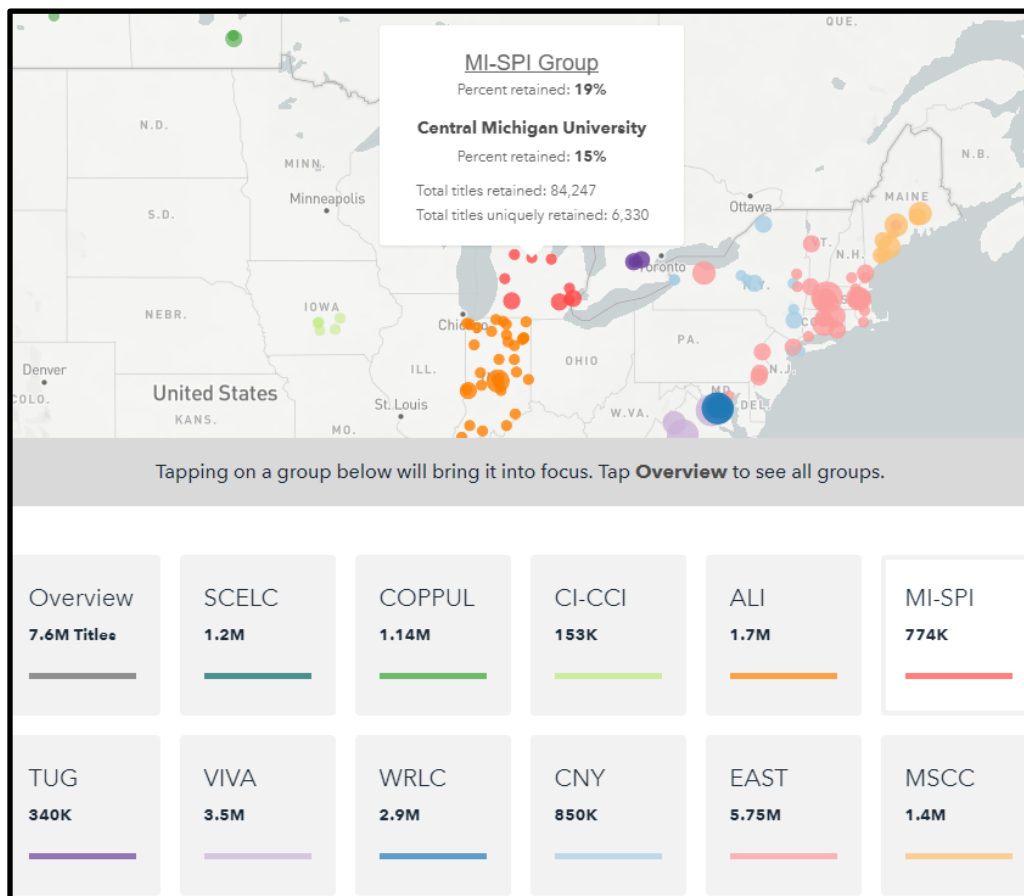 QUE.
MI-SPI Group
Percent retained: 19%
Central Michigan University
Percent retained: 15%
Total titles retained: 84,247
Total titles uniquely retained: 6,330
N.D.
MINN.
N.B.
Minneapolis
Ottawa
MAINE
S.D.
VT.
N.H.
Toronto
N.Y.
IOWA
NEBR.
Chicago
PA.
OHIO
ILL.
Denver
N.J.
COLO.
United States
St. Louis
MD.
DEL.
W.VA.
KANS.
MO.
Tapping on a group below will bring it into focus. Tap Overview to see all groups.
Overview
7.6M Titles
SCELC
1.2M
COPPUL
1.14M
CI-CCI
153K
ALI
1.7M
MI-SPI
774K
TUG
340K
VIVA
3.5M
WRLC
2.9M
CNY
850K
EAST
5.75M
MSCC
1.4M